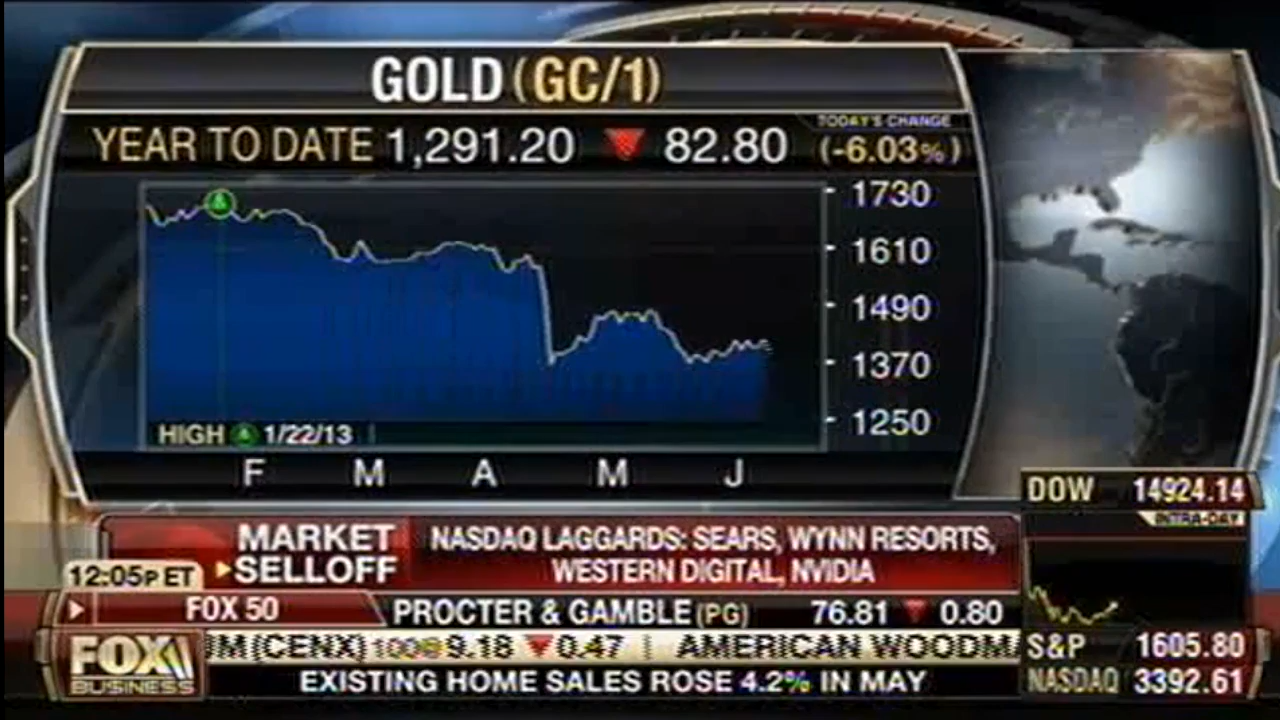 GOLD (GC/1)
TODAY'S CHANGE
YEAR TO DATE 1,291.20 82.80 (-6.03%)
1730
1610
1490
1370
1250
HIGH 1/22/13
F M A M J
DOW 14924.14
INTRA-DAY
MARKET SELLOFF
NASDAQ LAGGARDS: SEARS, WYNN RESORTS,
WESTERN DIGITAL, NVIDIA
12:05P ET
FOX 50 PROCTER & GAMBLE (PG) 76.81 0.80
(CENX) 9.18 0.47 | AMERICAN
S&P 1605.80
FOX BUSINESS
EXISTING HOME SALES ROSE 4.2% IN MAY
NASDAQ 3392.61